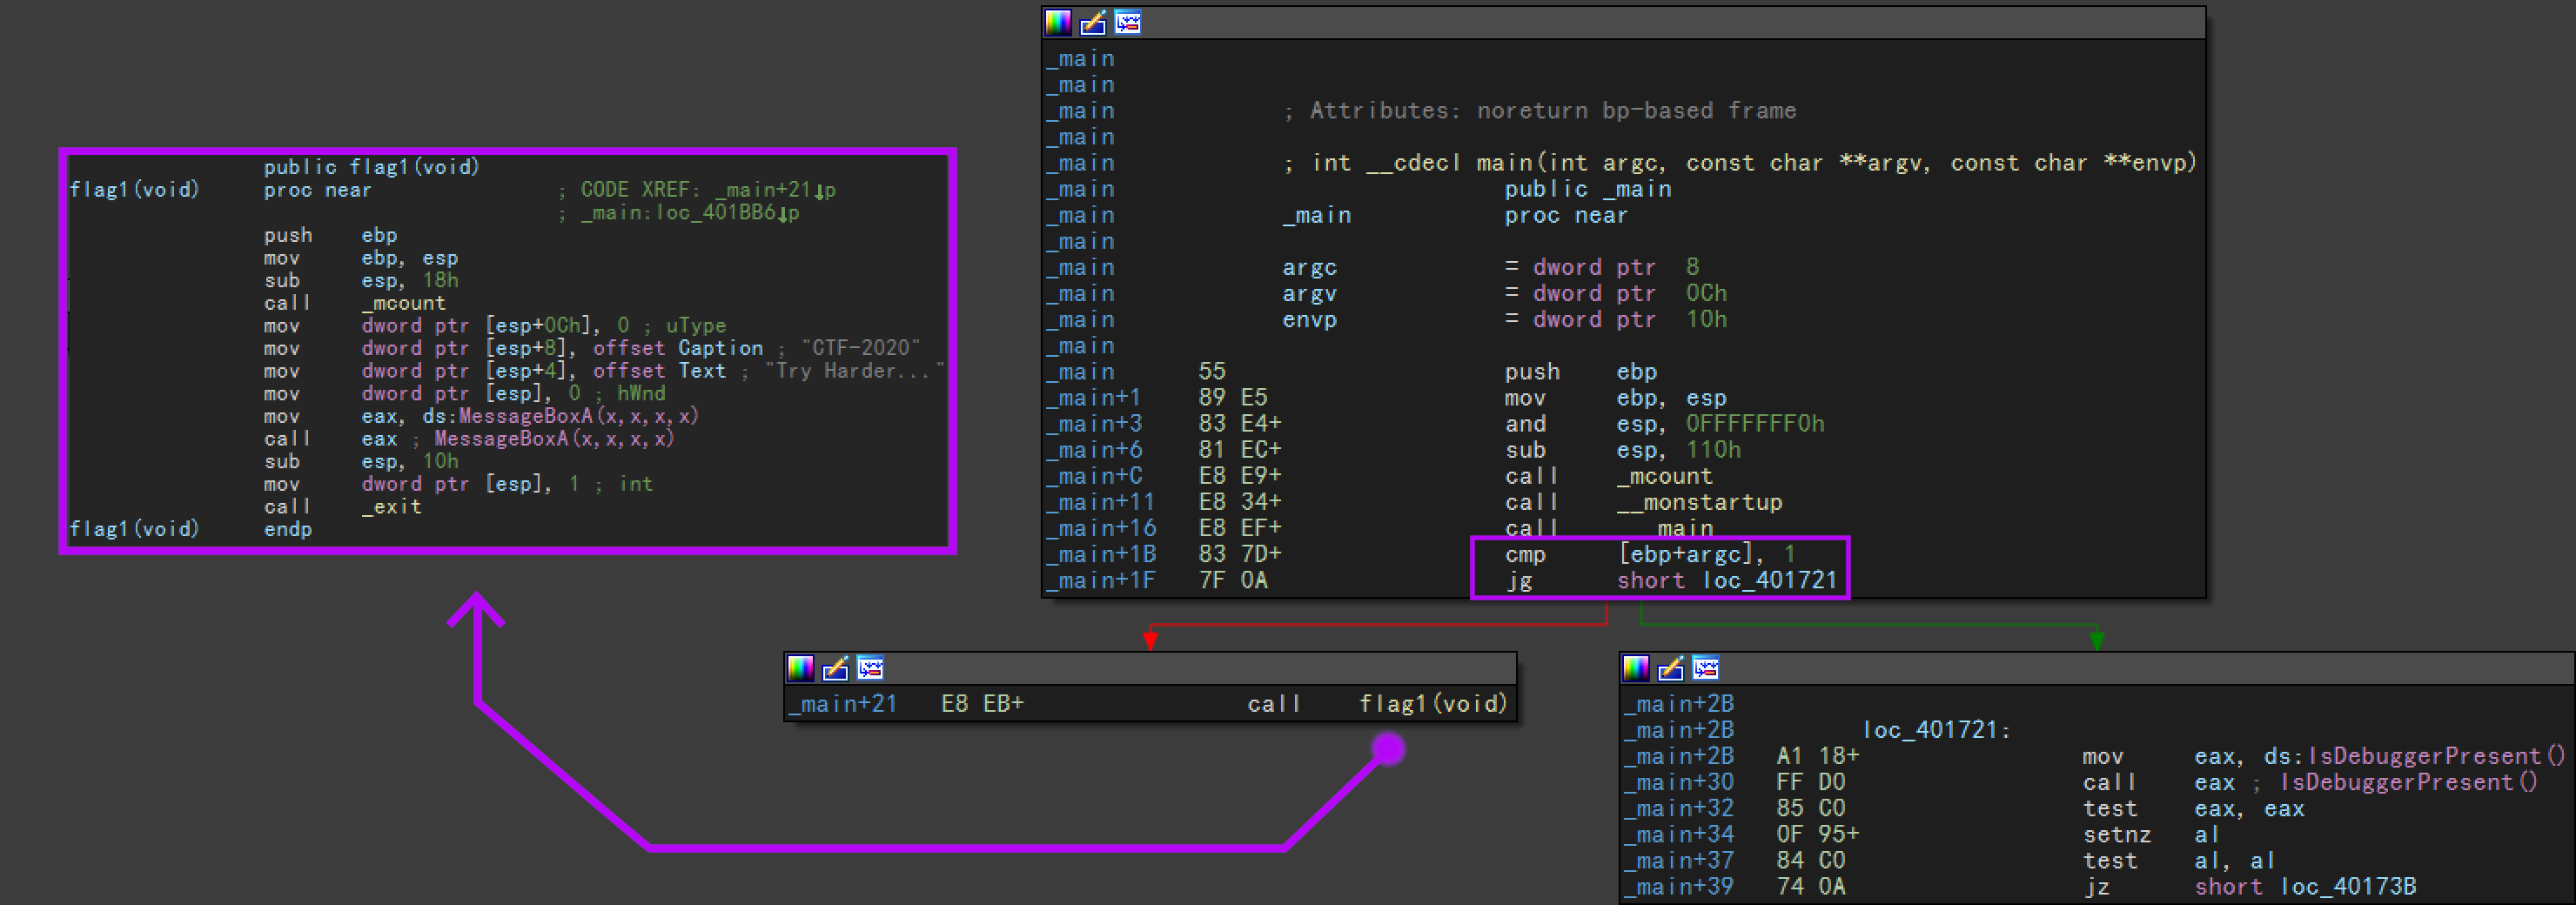 public flag1(void)
flag1(void) proc near ; CODE XREF: _main+21↓p
; _main:loc_401BB6↓p
push ebp
mov ebp, esp
sub esp, 18h
call _mcount
mov dword ptr [esp+0Ch], 0 ; uType
mov dword ptr [esp+8], offset Caption ; "CTF-2020"
mov dword ptr [esp+4], offset Text ; "Try Harder..."
mov dword ptr [esp], 0 ; hWnd
mov eax, ds:MessageBoxA(x,x,x,x)
call eax ; MessageBoxA(x,x,x,x)
sub esp, 10h
mov dword ptr [esp], 1 ; int
call _exit
flag1(void) endp
_main
_main
_main ; Attributes: noreturn bp-based frame
_main
_main ; int __cdecl main(int argc, const char **argv, const char **envp)
_main public _main
_main _main proc near
_main
_main argc = dword ptr 8
_main argv = dword ptr 0Ch
_main envp = dword ptr 10h
_main
_main 55 push ebp
_main+1 89 E5 mov ebp, esp
_main+3 83 E4+ and esp, 0FFFFFFF0h
_main+6 81 EC+ sub esp, 110h
_main+C E8 E9+ call _mcount
_main+11 E8 34+ call __monstartup
_main+16 E8 EF+ call ___main
_main+1B 83 7D+ cmp [ebp+argc], 1
_main+1F 7F 0A jg short loc_401721
_main+21 E8 EB+ call flag1(void)
_main+2B
_main+2B loc_401721:
_main+2B A1 18+ mov eax, ds:IsDebuggerPresent()
_main+30 FF D0 call eax ; IsDebuggerPresent()
_main+32 85 C0 test eax, eax
_main+34 0F 95+ setnz al
_main+37 84 C0 test al, al
_main+39 74 0A jz short loc_40173B